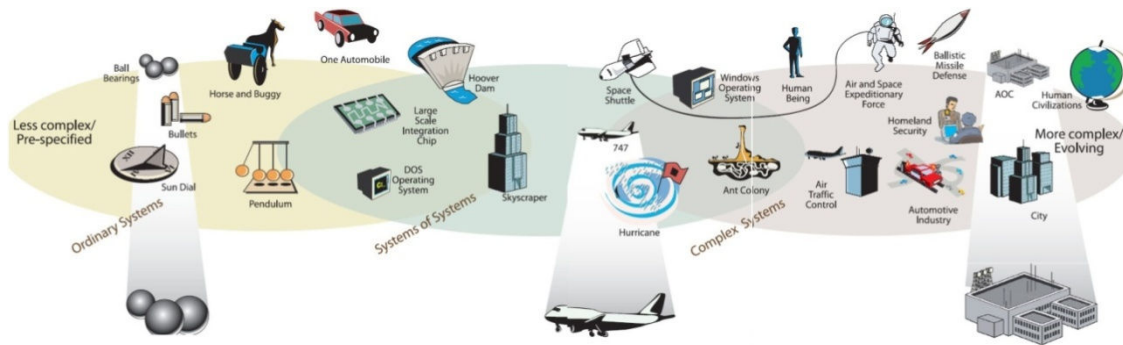 Less complex/
Pre-specified
Ball
Bearings
Bullets
Sun Dial
Ordinary Systems
Horse and Buggy
Pendulum
One Automobile
Large
Scale
Integration
Chip
DOS
Operating
System
Systems of Systems
Hoover
Dam
Skyscraper
Space
Shuttle
747
Hurricane
Windows
Operating
System
Ant Colony
Complex Systems
Human
Being
Air and Space
Expeditionary
Force
Air
Traffic
Control
Ballistic
Missile
Defense
Homeland
Security
Automotive
Industry
AOC
City
Human
Civilizations
More complex/
Evolving